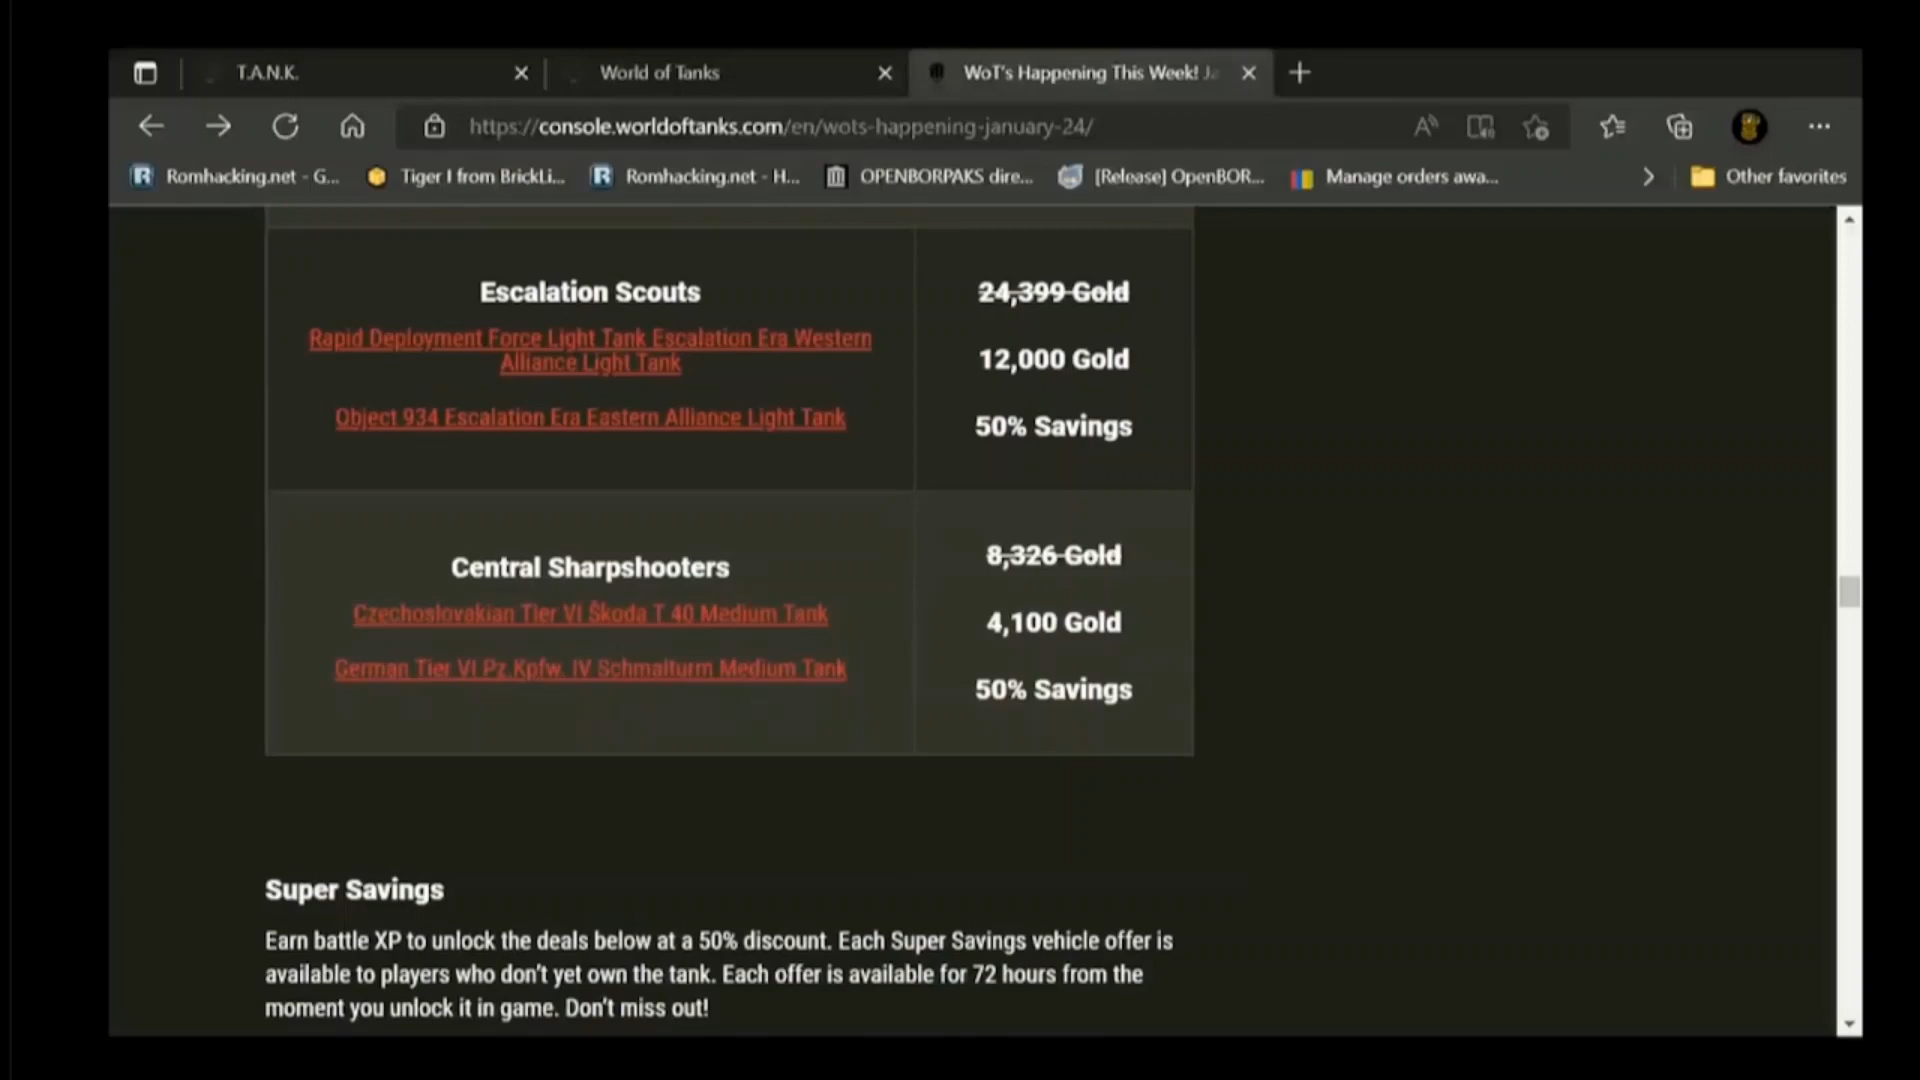 T.A.N.K.
World of Tanks
WoT's Happening This Week! Ja
https://console.worldoftanks.com/en/wots-happening-january-24/
Romhacking.net - G...
Tiger I from BrickLi...
Romhacking.net - H...
OPENBORPAKS dire...
[Release] OpenBOR...
Manage orders awa...
Other favorites
Escalation Scouts
Rapid Deployment Force Light Tank Escalation Era Western
Alliance Light Tank
Object 934 Escalation Era Eastern Alliance Light Tank
24,399 Gold
12,000 Gold
50% Savings
Central Sharpshooters
Czechoslovakian Tier VI Škoda T 40 Medium Tank
German Tier VI Pz.Kpfw. IV Schmalturm Medium Tank
8,326 Gold
4,100 Gold
50% Savings
Super Savings
Earn battle XP to unlock the deals below at a 50% discount. Each Super Savings vehicle offer is
available to players who don't yet own the tank. Each offer is available for 72 hours from the
moment you unlock it in game. Don't miss out!